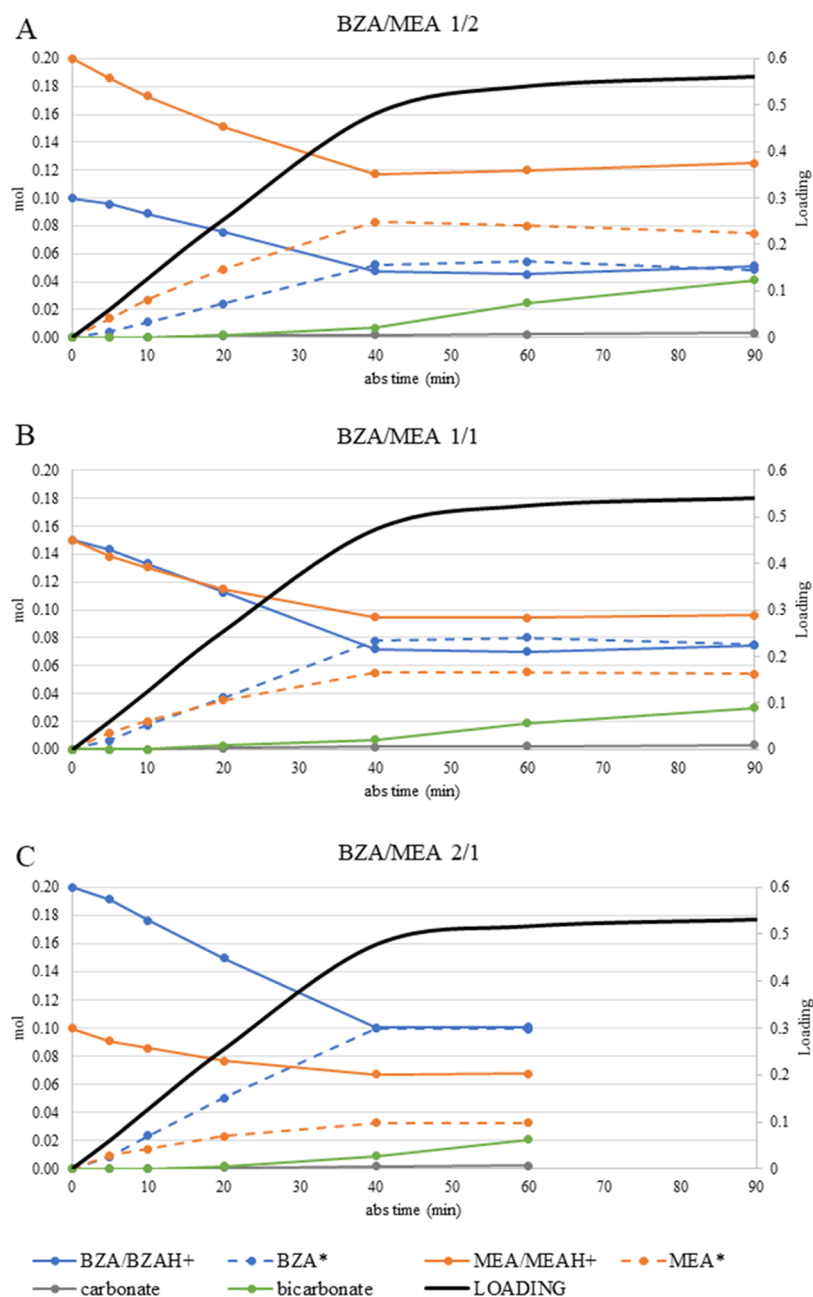 A
BZA/MEA 1/2
0.20 0.6
0.18
0.16 0.5
0.14
0.12 0.4
0.10 0.3
0.08
0.06 0.2
0.04 0.1
0.02
0.00 0
mol
Loading
0 10 20 30 40 50 60 70 80 90
abs time (min)
B
BZA/MEA 1/1
0.20 0.6
0.18
0.16 0.5
0.14
0.12 0.4
0.10 0.3
0.08
0.06 0.2
0.04 0.1
0.02
0.00 0
mol
Loading
0 10 20 30 40 50 60 70 80 90
abs time (min)
C
BZA/MEA 2/1
0.20 0.6
0.18
0.16 0.5
0.14
0.12 0.4
0.10 0.3
0.08
0.06 0.2
0.04 0.1
0.02
0.00 0
mol
Loading
0 10 20 30 40 50 60 70 80 90
abs time (min)
BZA/BZAH+ BZA* MEA/MEAH+ MEA*
carbonate bicarbonate LOADING